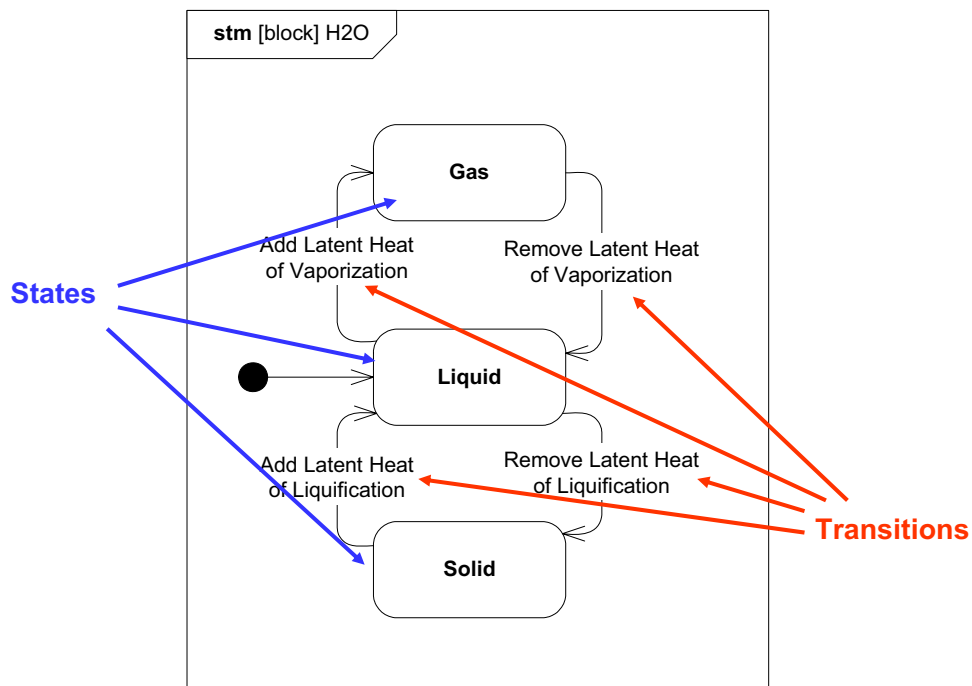 stm [block] H2O
Gas
Add Latent Heat
of Vaporization
Remove Latent Heat
of Vaporization
States
Liquid
Add Latent Heat
of Liquification
Remove Latent Heat
of Liquification
Transitions
Solid